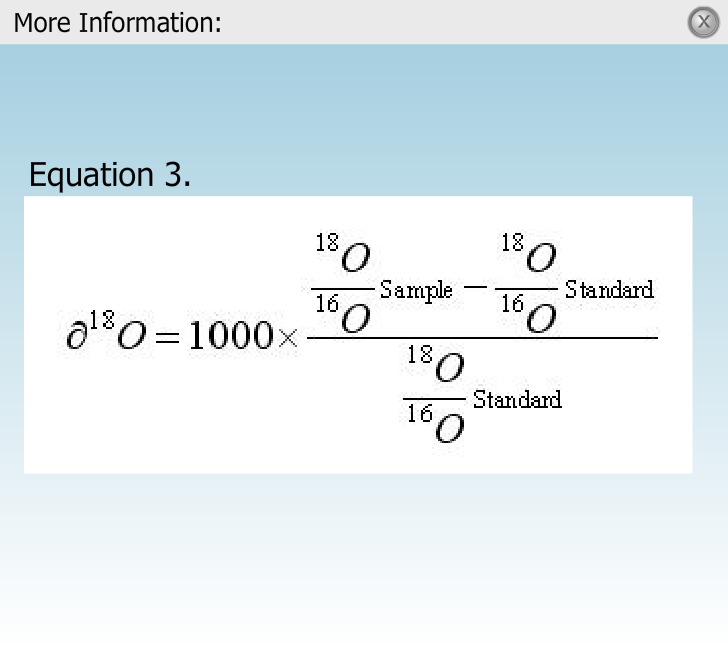 More Information:
X
Equation 3.
∂¹⁸O = 1000 × (¹⁸O/¹⁶O Sample − ¹⁸O/¹⁶O Standard) / (¹⁸O/¹⁶O Standard)